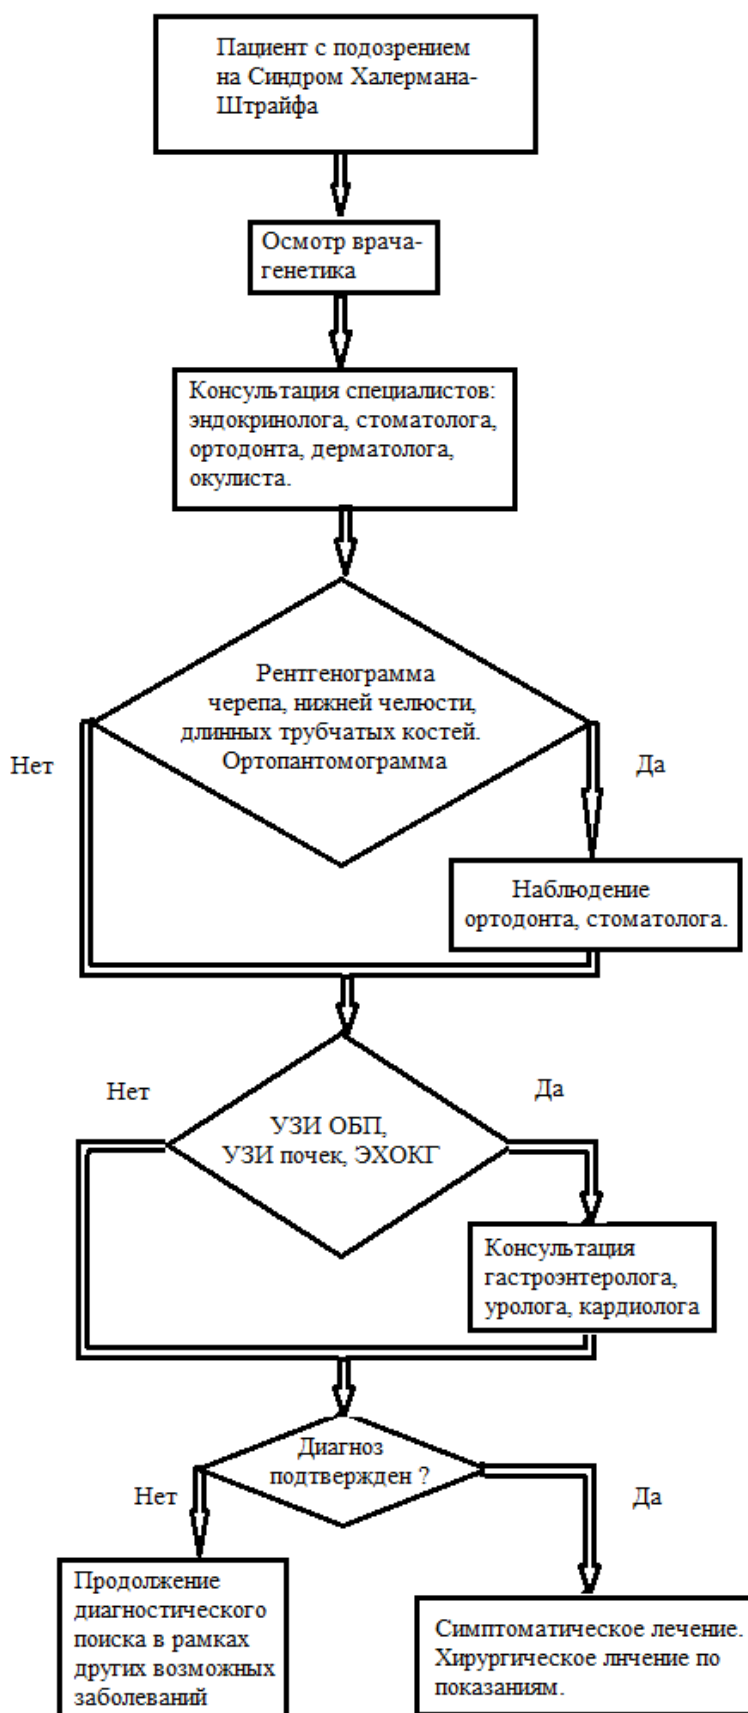 Пациент с подозрением
на Синдром Халермана-
Штрайфа
Осмотр врача-
генетика
Консультация специалистов:
эндокринолога, стоматолога,
ортодонта, дерматолога,
окулиста.
Рентгенограмма
черепа, нижней челюсти,
длинных трубчатых костей.
Ортопантомограмма
Нет
Да
Наблюдение
ортодонта, стоматолога.
Нет
Да
УЗИ ОБП,
УЗИ почек, ЭХОКГ
Консультация
гастроэнтеролога,
уролога, кардиолога
Диагноз
подтвержден ?
Нет
Да
Продолжение
диагностического
поиска в рамках
других возможных
заболеваний
Симптоматическое лечение.
Хирургическое лнчение по
показаниям.